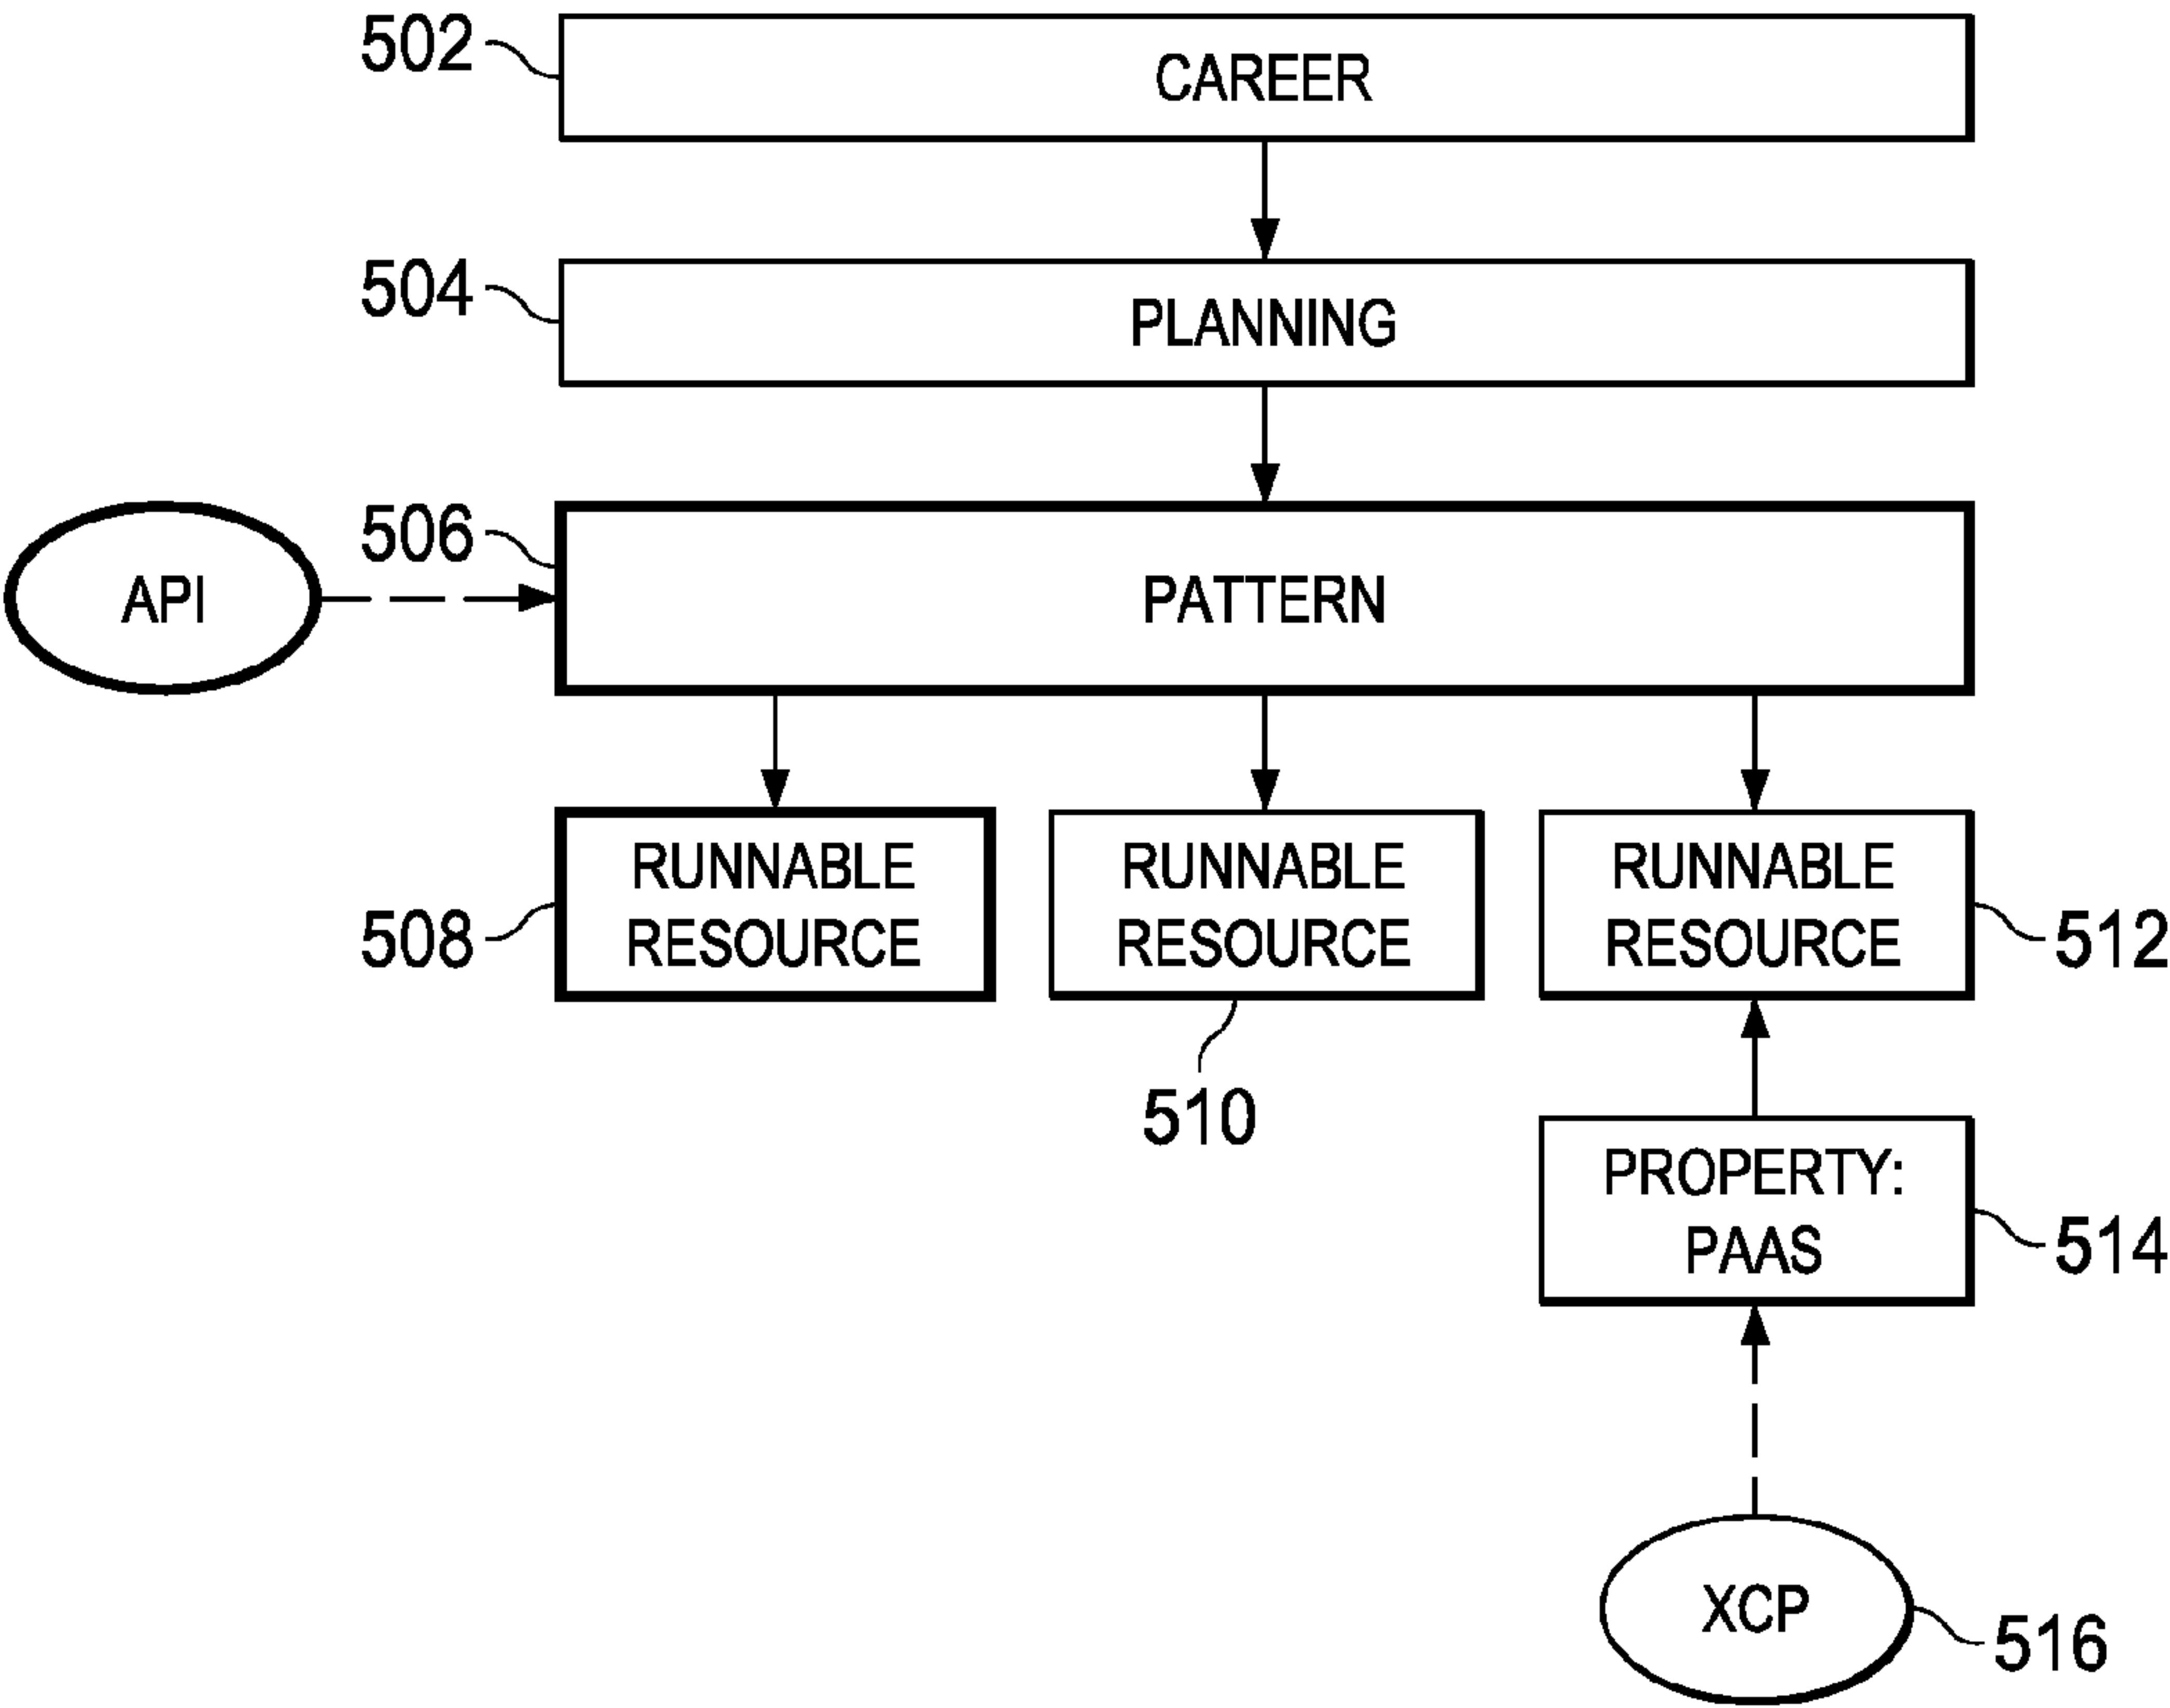 502
CAREER
504
PLANNING
506
API
PATTERN
RUNNABLE
RESOURCE
508
RUNNABLE
RESOURCE
510
RUNNABLE
RESOURCE
512
PROPERTY:
PAAS
514
XCP
516